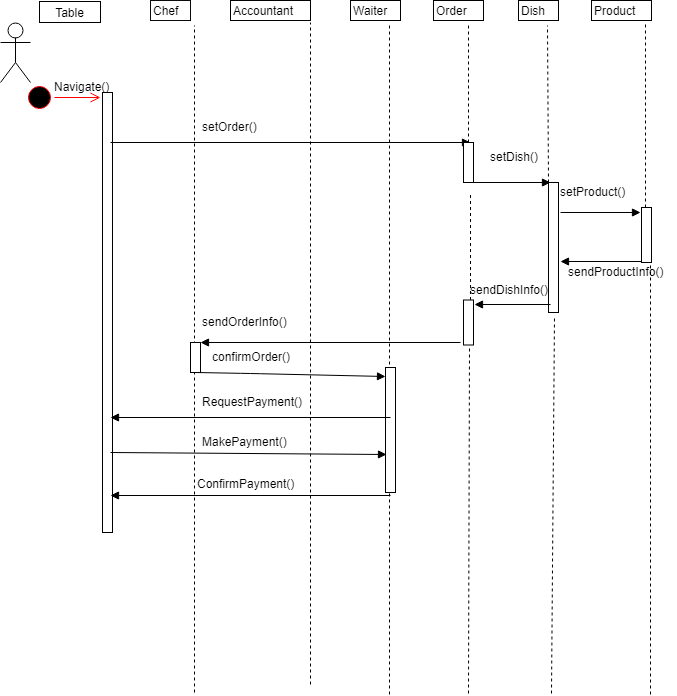 Table
Chef
Accountant
Waiter
Order
Dish
Product
Navigate()
setOrder()
setDish()
setProduct()
sendProductInfo()
sendDishInfo()
sendOrderInfo()
confirmOrder()
RequestPayment()
MakePayment()
ConfirmPayment()